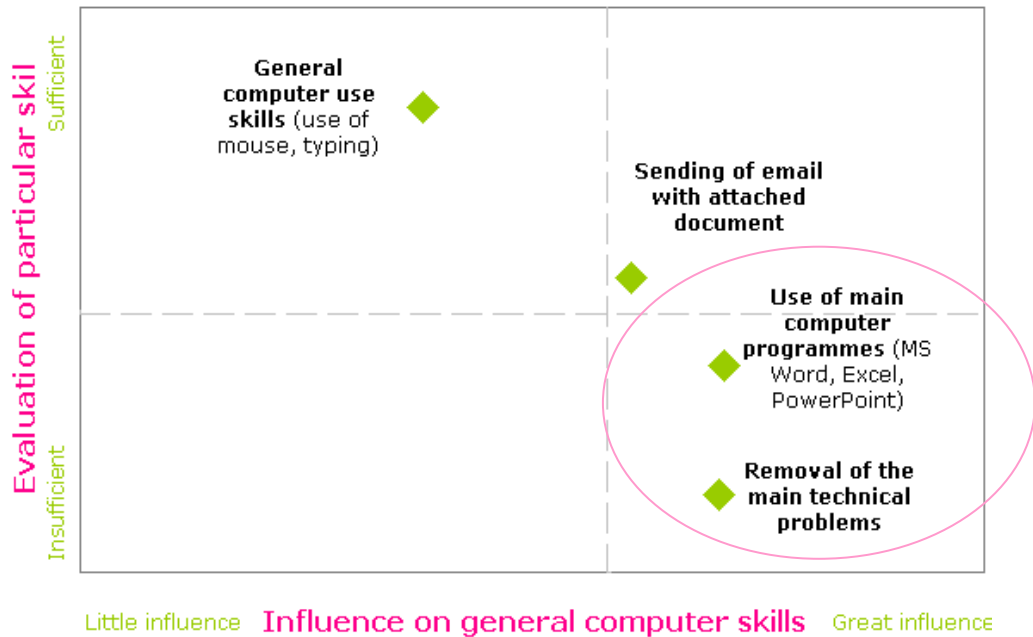 Evaluation of particular skil
Sufficient
Insufficient
General
computer use
skills (use of
mouse, typing)
Sending of email
with attached
document
Use of main
computer
programmes (MS
Word, Excel,
PowerPoint)
Removal of the
main technical
problems
Little influence
Influence on general computer skills
Great influence